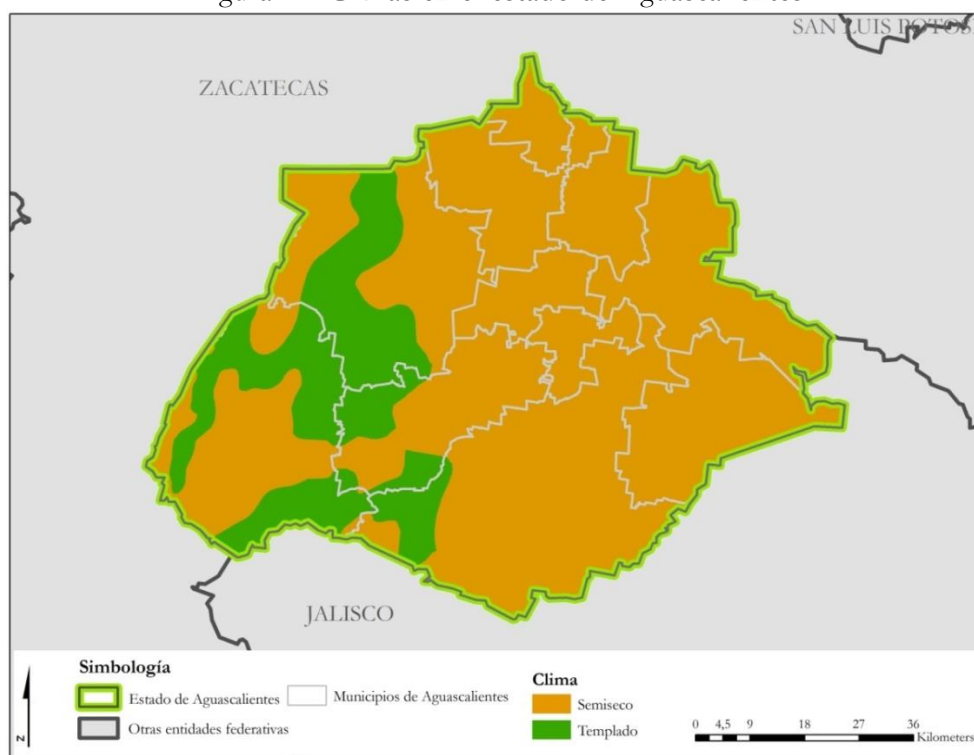 SAN LUIS POTOSÍ
ZACATECAS
JALISCO
Simbología
Estado de Aguascalientes
Municipios de Aguascalientes
Otras entidades federativas
Clima
Semiseco
Templado
0 4,5 9 18 27 36
Kilometers
N